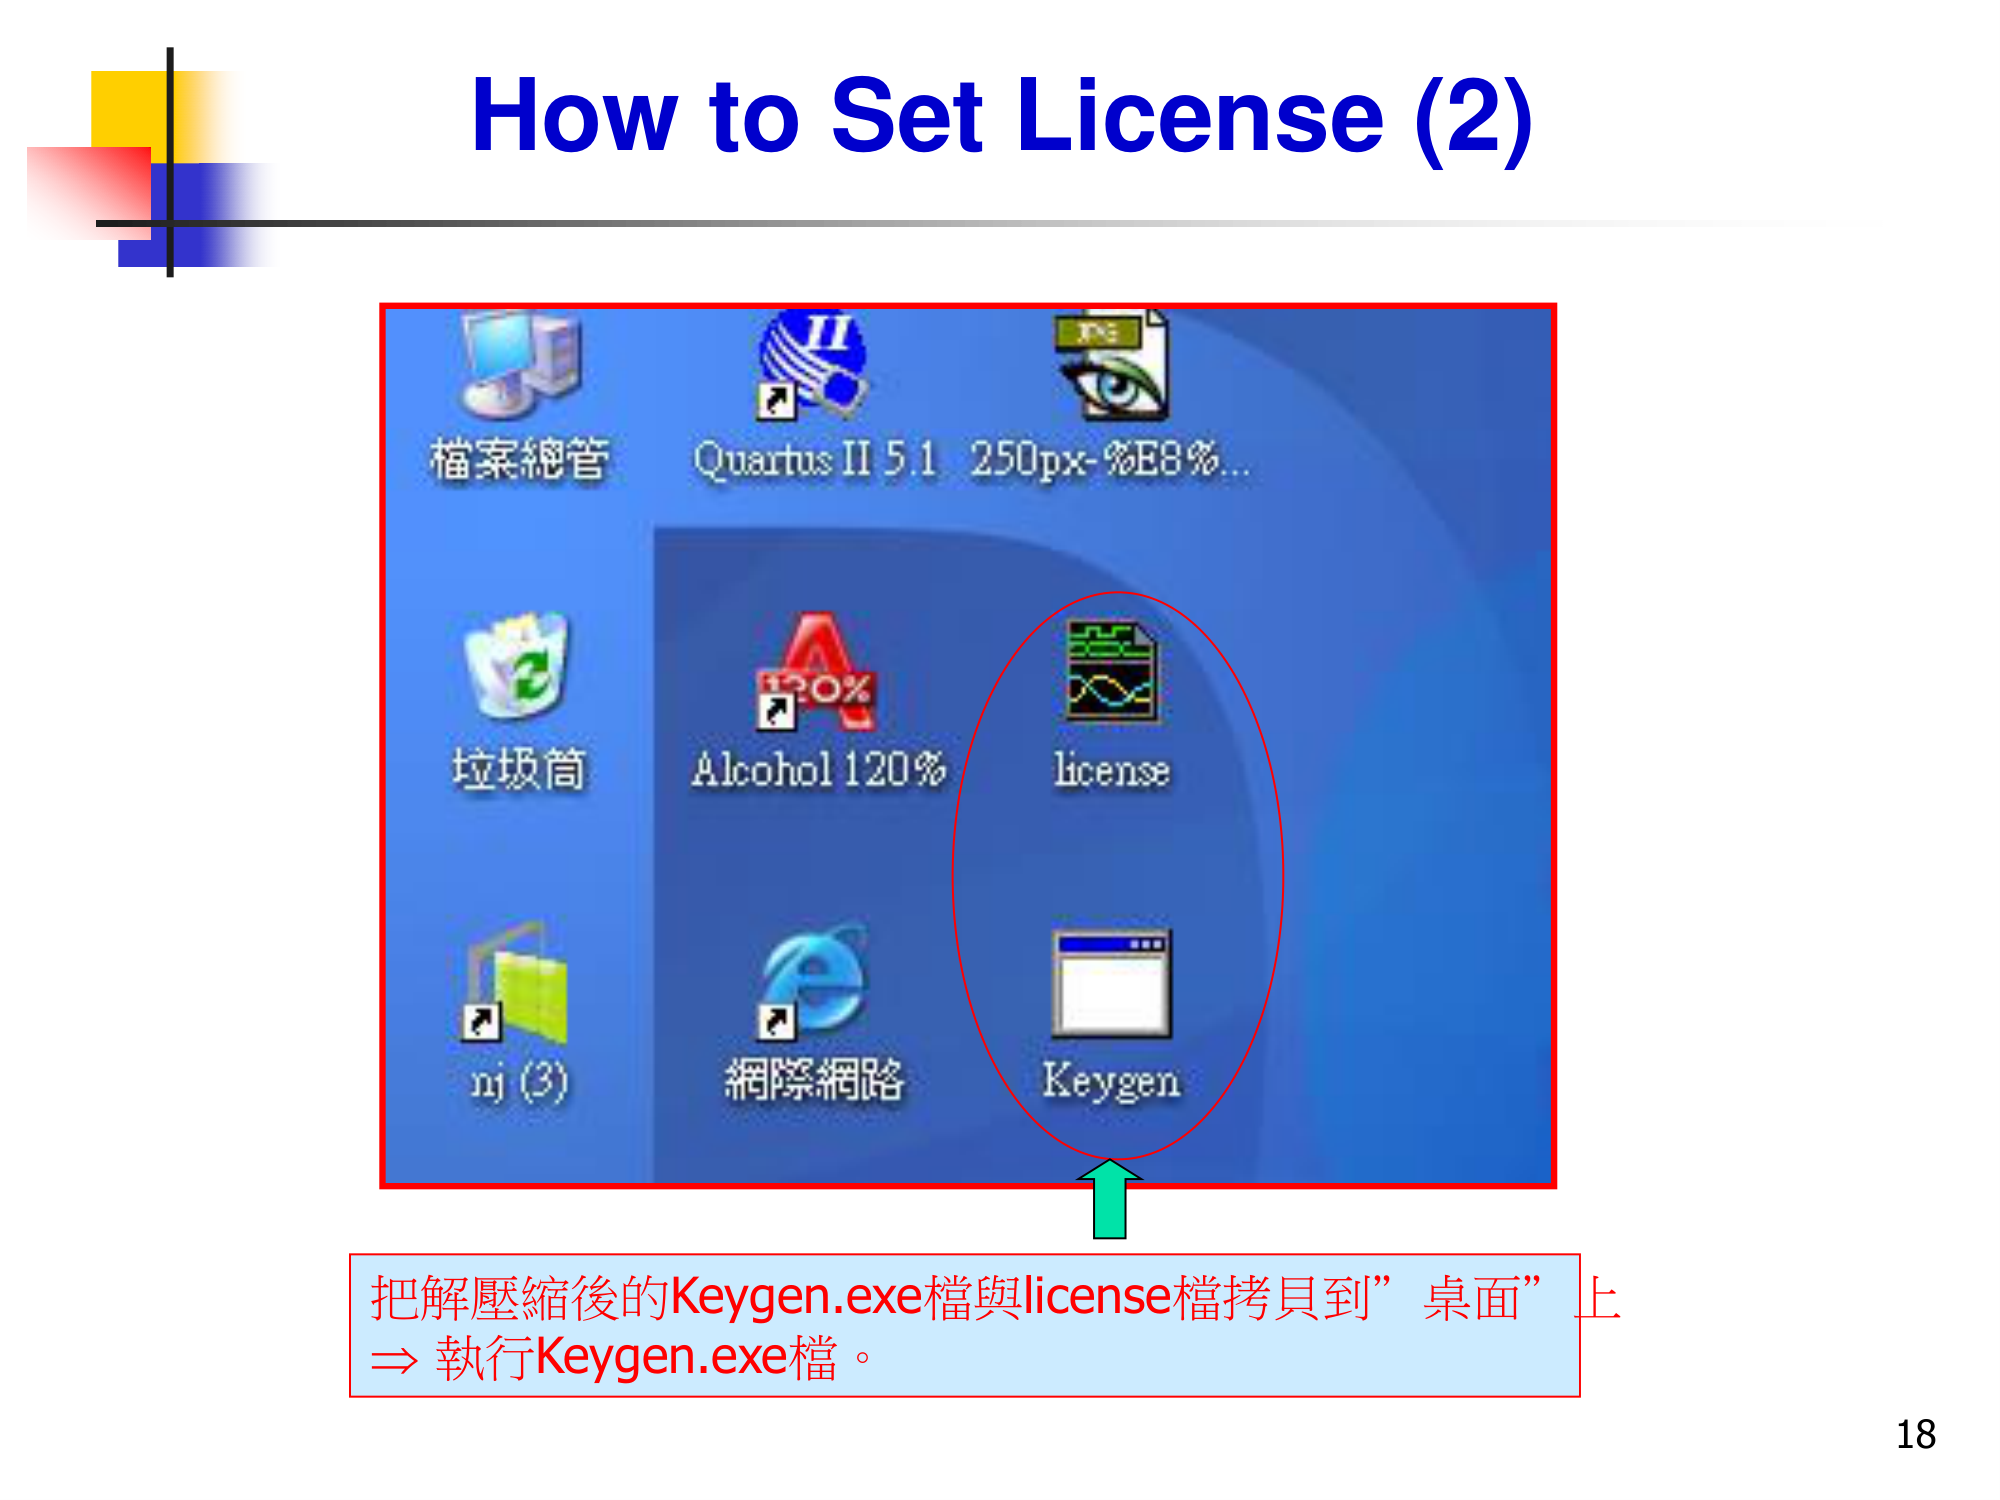 How to Set License (2)
II
JPG
檔案總管
Quartus II 5.1
250px-%E8%...
120%
垃圾筒
Alcohol 120%
license
nj (3)
網際網路
Keygen
把解壓縮後的Keygen.exe檔與license檔拷貝到”桌面”上
⇒ 執行Keygen.exe檔。
18